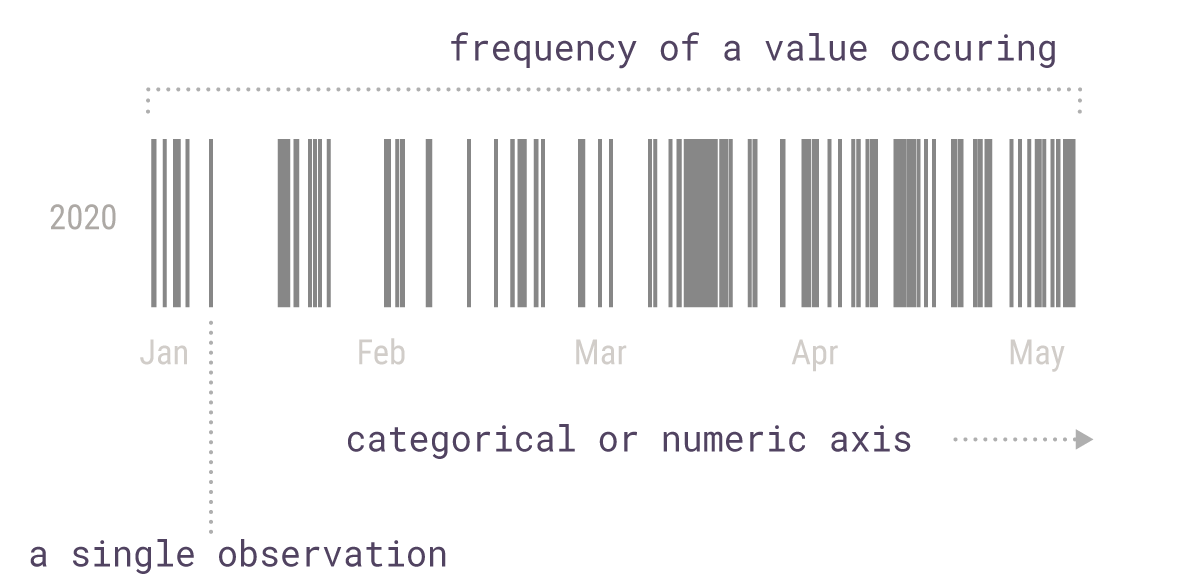 frequency of a value occuring
2020
Jan Feb Mar Apr May
categorical or numeric axis
a single observation